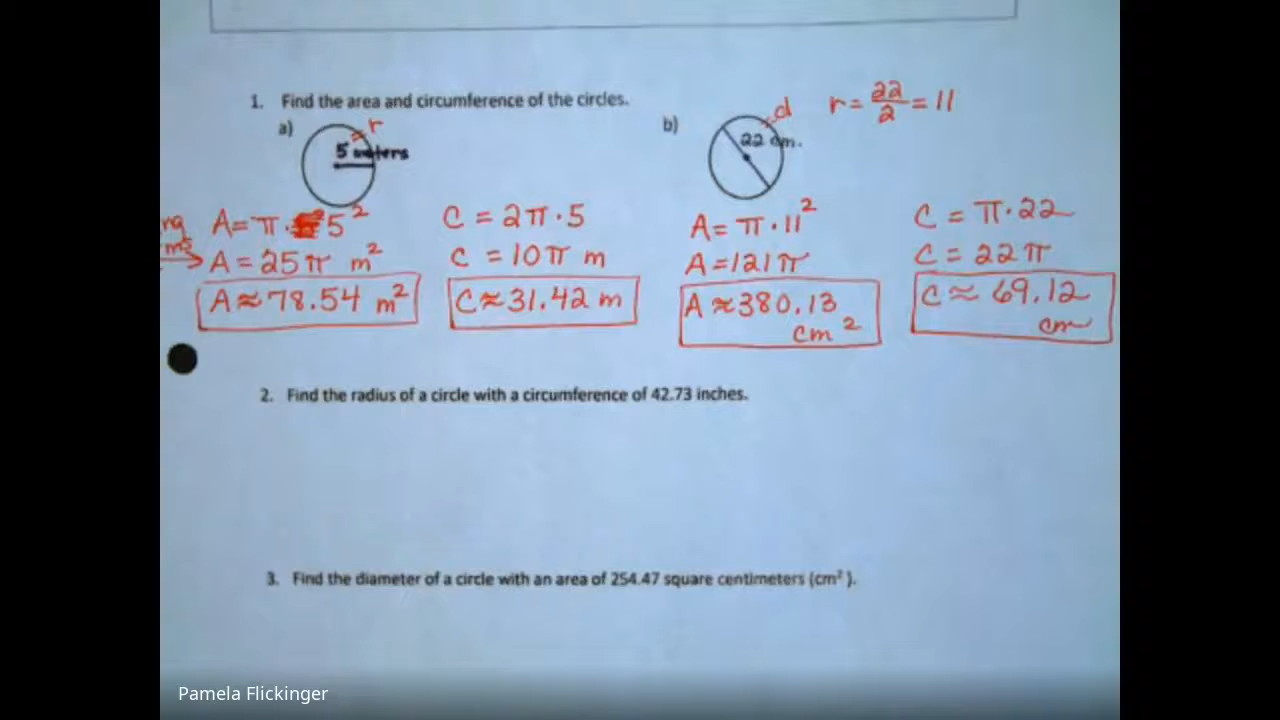 1. Find the area and circumference of the circles.
a)
r
5 meters
A = π · 5²
A = 25π m²
A ≈ 78.54 m²
C = 2π · 5
C = 10π m
C ≈ 31.42 m
b)
d
22 cm.
r = 22/2 = 11
A = π · 11²
A = 121π
A ≈ 380.13
cm²
C = π · 22
C = 22π
C ≈ 69.12
cm
2. Find the radius of a circle with a circumference of 42.73 inches.
3. Find the diameter of a circle with an area of 254.47 square centimeters (cm²).
Pamela Flickinger